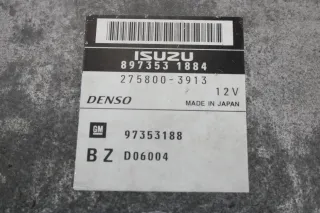 ISUZU
897353 1884
275800-3913
12V
DENSO MADE IN JAPAN
GM 97353188
BZ D06004